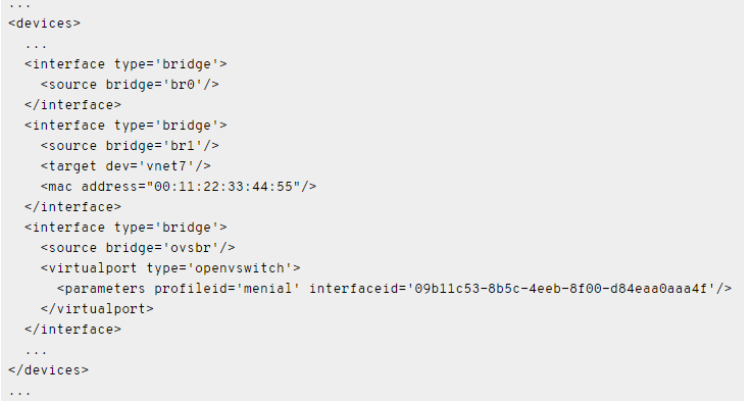 ...
<devices>
  ...
  <interface type='bridge'>
    <source bridge='br0'/>
  </interface>
  <interface type='bridge'>
    <source bridge='br1'/>
    <target dev='vnet7'/>
    <mac address="00:11:22:33:44:55"/>
  </interface>
  <interface type='bridge'>
    <source bridge='ovsbr'/>
    <virtualport type='openvswitch'>
      <parameters profileid='menial' interfaceid='09b11c53-8b5c-4eeb-8f00-d84eaa0aaa4f'/>
    </virtualport>
  </interface>
  ...
</devices>
...